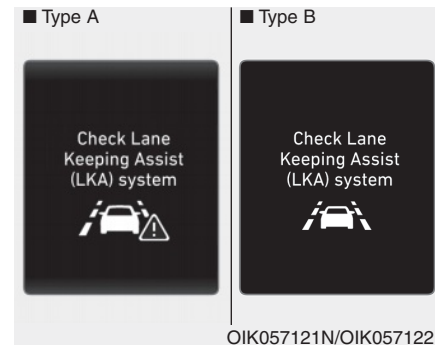 ■ Type A
■ Type B
Check Lane
Keeping Assist
(LKA) system
Check Lane
Keeping Assist
(LKA) system
OIK057121N/OIK057122